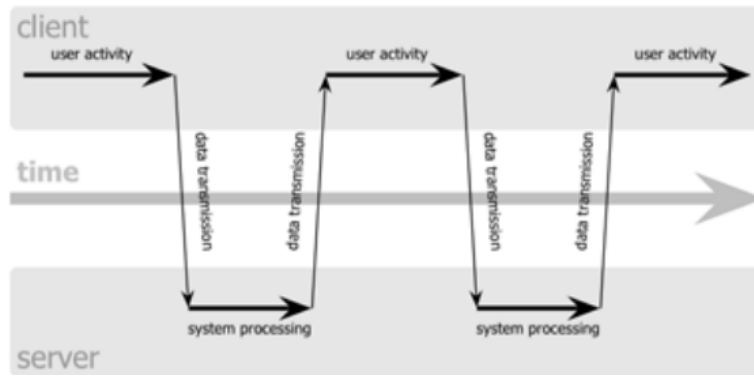 client
user activity
user activity
user activity
data transmission
data transmission
data transmission
data transmission
time
system processing
system processing
server